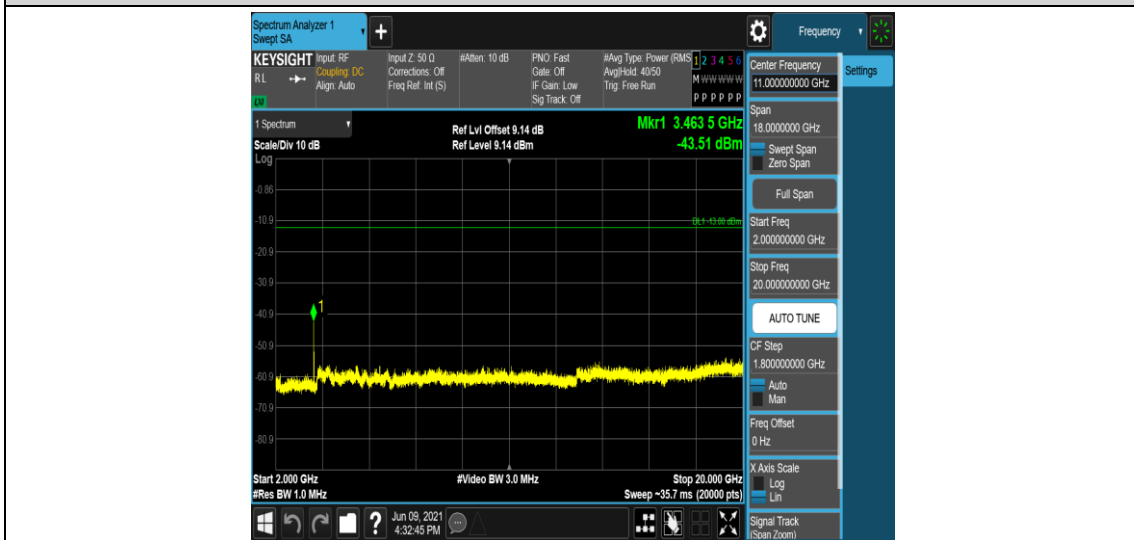 Spectrum Analyzer 1
Swept SA
+
Frequency
KEYSIGHT
RL
LXI
Input: RF
Coupling: DC
Align: Auto
Input Z: 50 Ω
Corrections: Off
Freq Ref: Int (S)
#Atten: 10 dB
PNO: Fast
Gate: Off
IF Gain: Low
Sig Track: Off
#Avg Type: Power (RMS
Avg|Hold: 40/50
Trig: Free Run
1 2 3 4 5 6
M W W W W W
P P P P P P
1 Spectrum
Scale/Div 10 dB
Log
Ref Lvl Offset 9.14 dB
Ref Level 9.14 dBm
Mkr1 3.463 5 GHz
-43.51 dBm
-0.86
-10.9
DL1 -13.00 dBm
-20.9
-30.9
-40.9
1
-50.9
-60.9
-70.9
-80.9
Start 2.000 GHz
#Video BW 3.0 MHz
Stop 20.000 GHz
#Res BW 1.0 MHz
Sweep ~35.7 ms (20000 pts)
?
Jun 09, 2021
4:32:45 PM
Center Frequency
11.000000000 GHz
Settings
Span
18.0000000 GHz
Swept Span
Zero Span
Full Span
Start Freq
2.000000000 GHz
Stop Freq
20.000000000 GHz
AUTO TUNE
CF Step
1.800000000 GHz
Auto
Man
Freq Offset
0 Hz
X Axis Scale
Log
Lin
Signal Track
(Span Zoom)